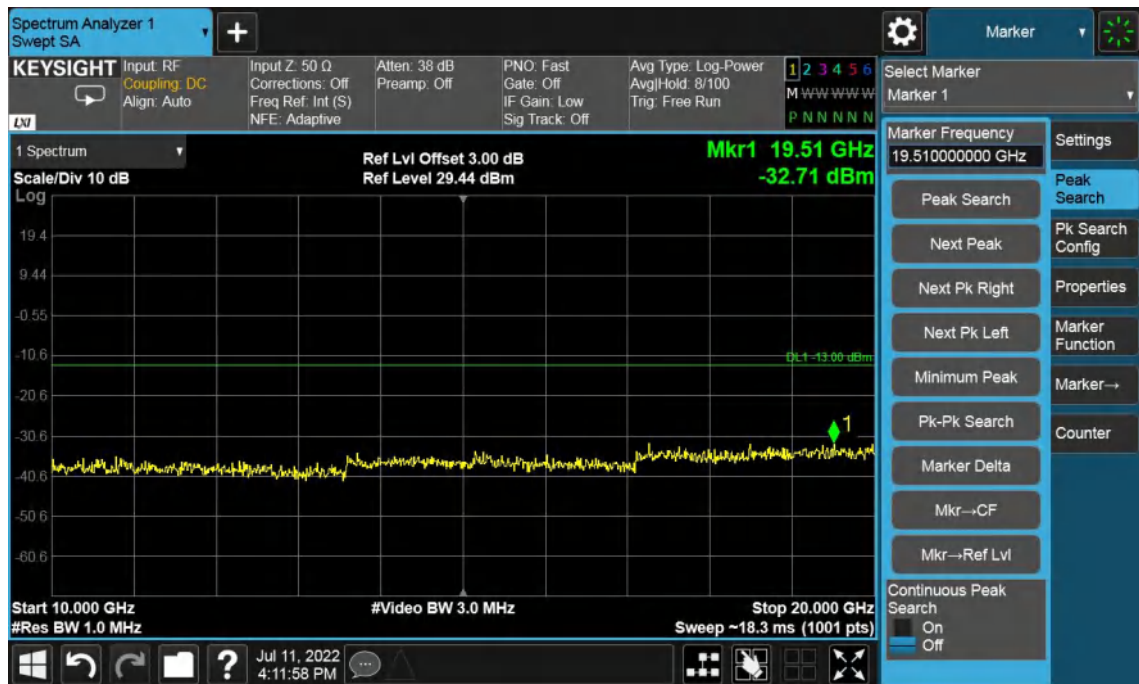 Spectrum Analyzer 1
Swept SA
+
Marker
KEYSIGHT
Input: RF
Coupling: DC
Align: Auto
Input Z: 50 Ω
Corrections: Off
Freq Ref: Int (S)
NFE: Adaptive
Atten: 38 dB
Preamp: Off
PNO: Fast
Gate: Off
IF Gain: Low
Sig Track: Off
Avg Type: Log-Power
Avg|Hold: 8/100
Trig: Free Run
1 2 3 4 5 6
M W W W W W
P N N N N N
LXI
Select Marker
Marker 1
1 Spectrum
Scale/Div 10 dB
Log
Ref Lvl Offset 3.00 dB
Ref Level 29.44 dBm
Mkr1 19.51 GHz
-32.71 dBm
19.4
9.44
-0.55
-10.6
-20.6
-30.6
-40.6
-50.6
-60.6
DL1 -13.00 dBm
1
Start 10.000 GHz
#Res BW 1.0 MHz
#Video BW 3.0 MHz
Stop 20.000 GHz
Sweep ~18.3 ms (1001 pts)
Marker Frequency
19.510000000 GHz
Peak Search
Next Peak
Next Pk Right
Next Pk Left
Minimum Peak
Pk-Pk Search
Marker Delta
Mkr→CF
Mkr→Ref Lvl
Continuous Peak
Search
On
Off
Settings
Peak
Search
Pk Search
Config
Properties
Marker
Function
Marker→
Counter
?
Jul 11, 2022
4:11:58 PM